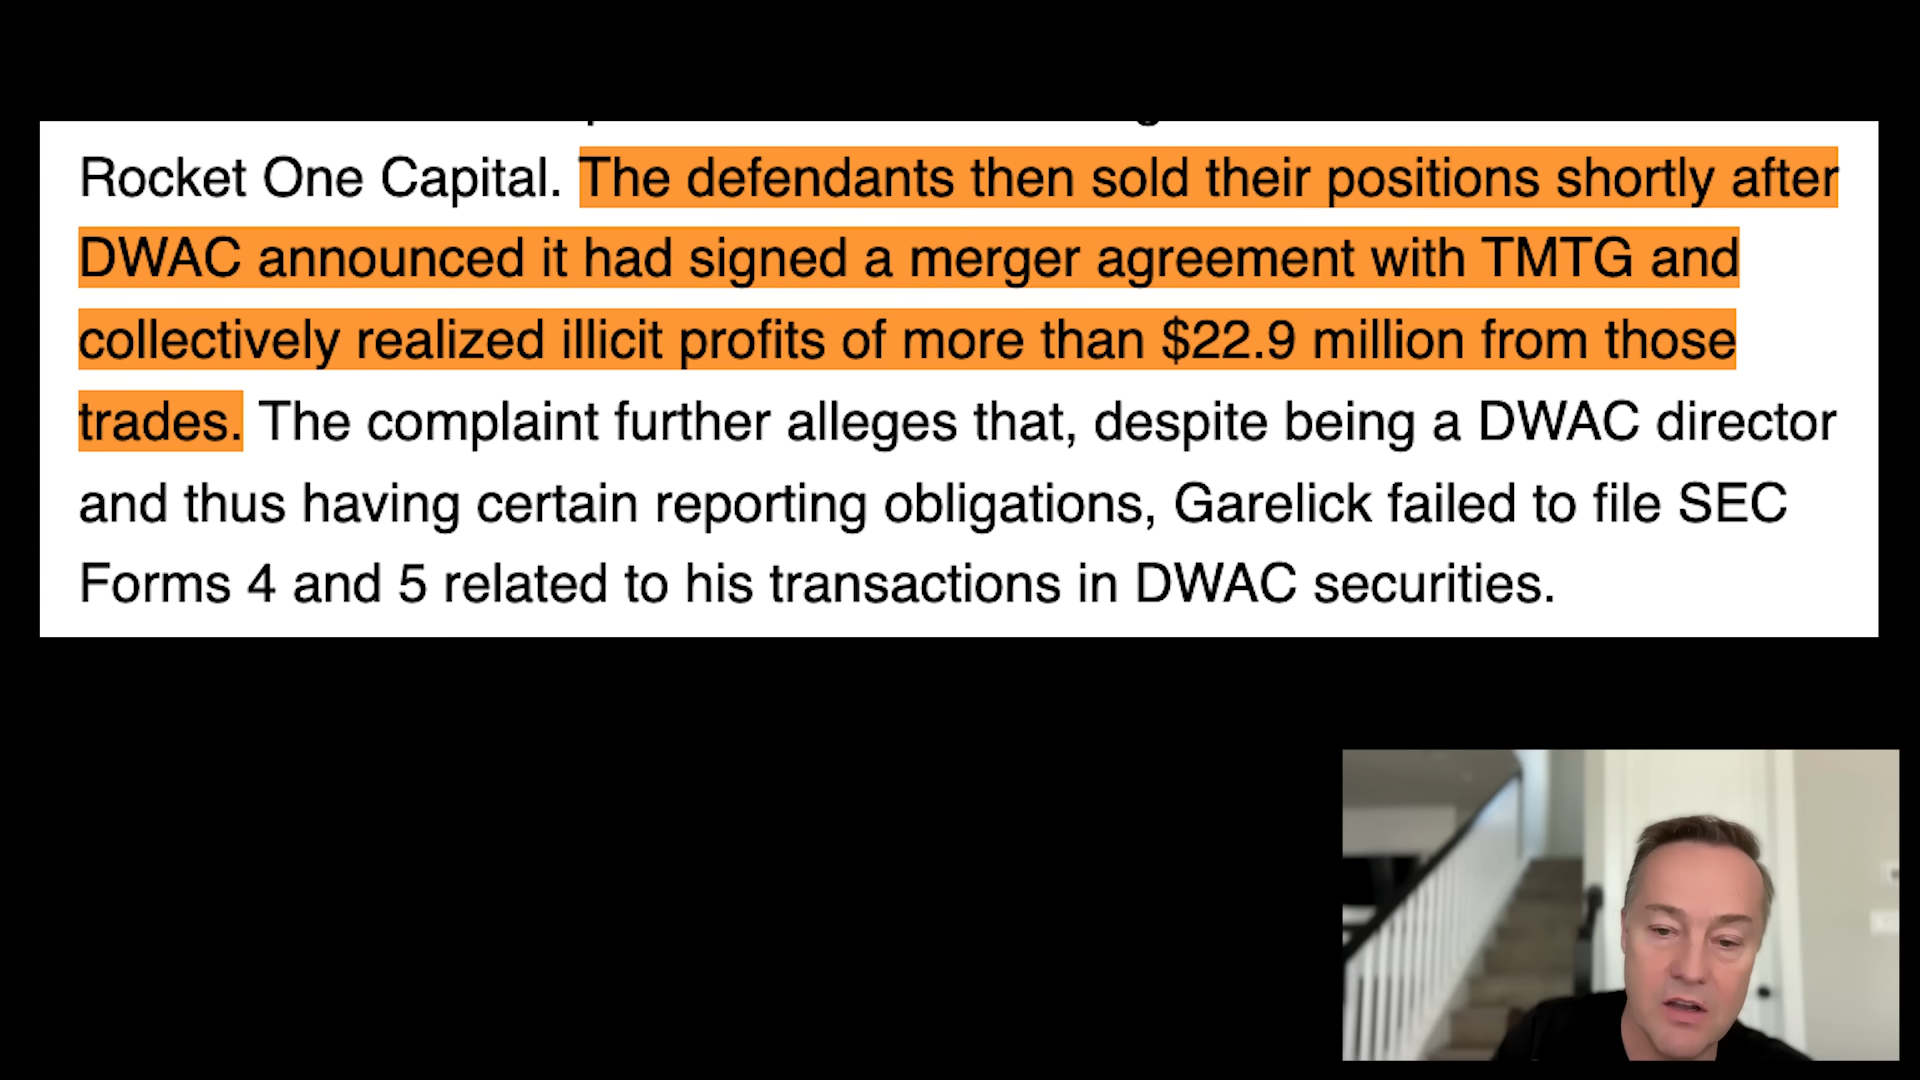 Rocket One Capital. The defendants then sold their positions shortly after
DWAC announced it had signed a merger agreement with TMTG and
collectively realized illicit profits of more than $22.9 million from those
trades. The complaint further alleges that, despite being a DWAC director
and thus having certain reporting obligations, Garelick failed to file SEC
Forms 4 and 5 related to his transactions in DWAC securities.